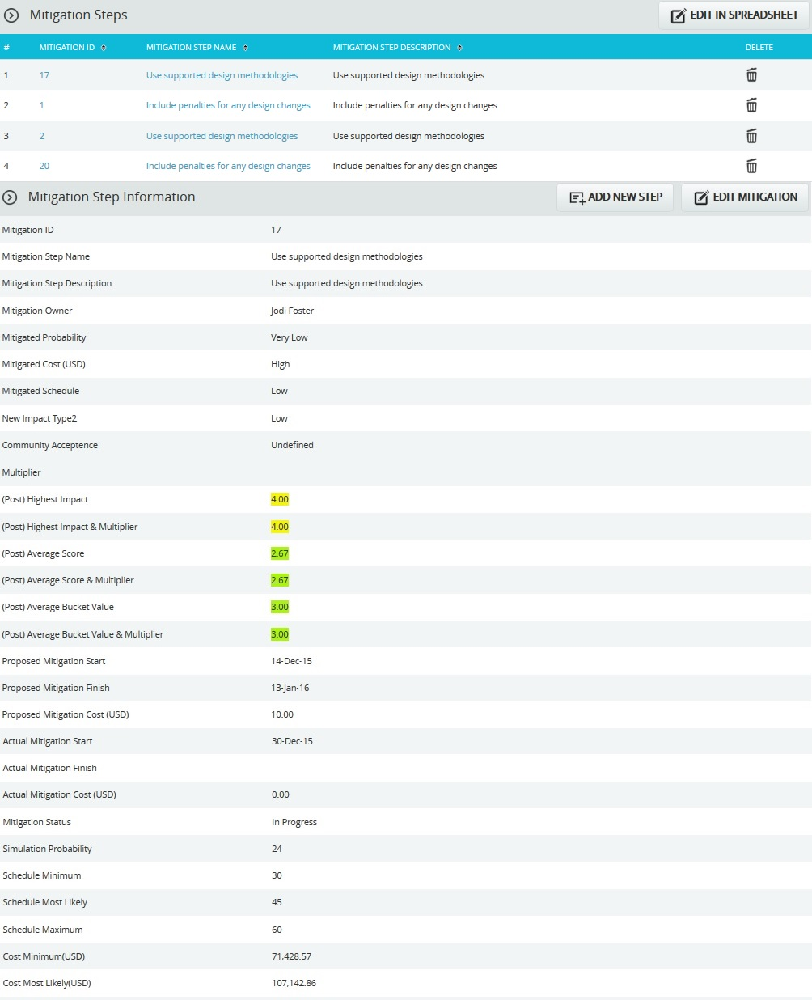 Mitigation Steps EDIT IN SPREADSHEET
# MITIGATION ID MITIGATION STEP NAME MITIGATION STEP DESCRIPTION DELETE
1 17 Use supported design methodologies Use supported design methodologies
2 1 Include penalties for any design changes Include penalties for any design changes
3 2 Use supported design methodologies Use supported design methodologies
4 20 Include penalties for any design changes Include penalties for any design changes
Mitigation Step Information ADD NEW STEP EDIT MITIGATION
Mitigation ID 17
Mitigation Step Name Use supported design methodologies
Mitigation Step Description Use supported design methodologies
Mitigation Owner Jodi Foster
Mitigated Probability Very Low
Mitigated Cost (USD) High
Mitigated Schedule Low
New Impact Type2 Low
Community Acceptence Undefined
Multiplier
(Post) Highest Impact 4.00
(Post) Highest Impact & Multiplier 4.00
(Post) Average Score 2.67
(Post) Average Score & Multiplier 2.67
(Post) Average Bucket Value 3.00
(Post) Average Bucket Value & Multiplier 3.00
Proposed Mitigation Start 14-Dec-15
Proposed Mitigation Finish 13-Jan-16
Proposed Mitigation Cost (USD) 10.00
Actual Mitigation Start 30-Dec-15
Actual Mitigation Finish
Actual Mitigation Cost (USD) 0.00
Mitigation Status In Progress
Simulation Probability 24
Schedule Minimum 30
Schedule Most Likely 45
Schedule Maximum 60
Cost Minimum(USD) 71,428.57
Cost Most Likely(USD) 107,142.86